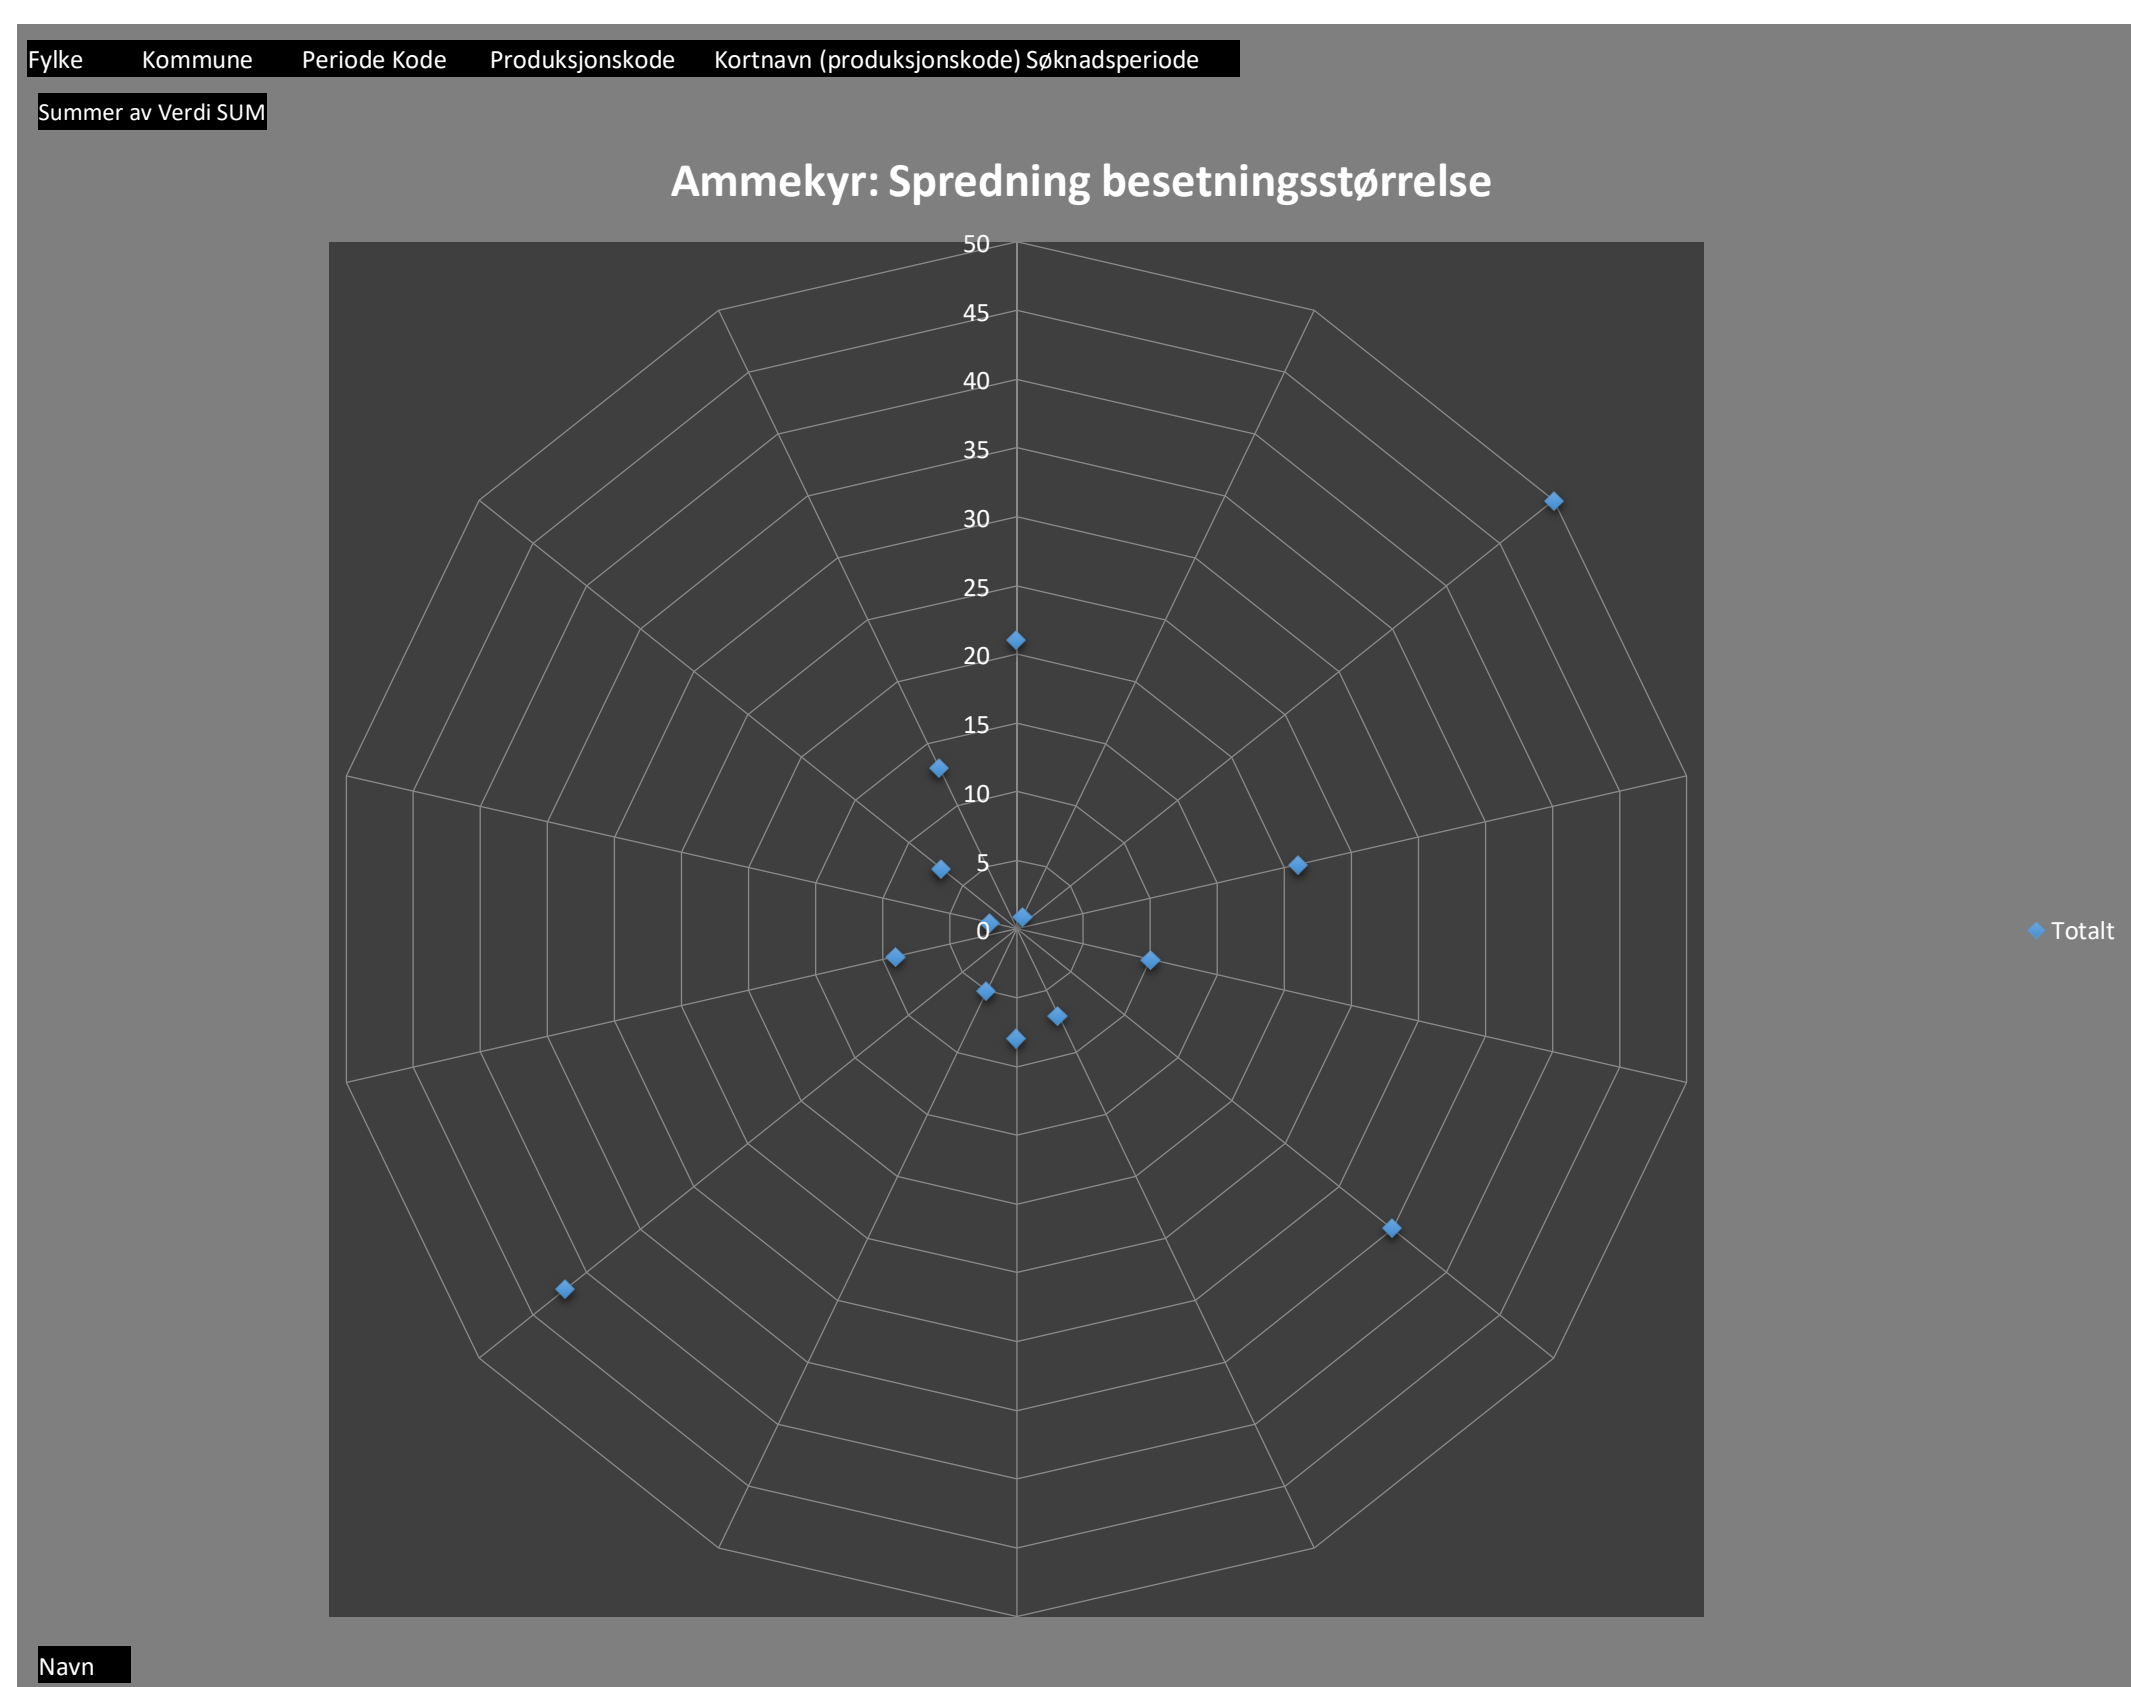 Fylke Kommune Periode Kode Produksjonskode Kortnavn (produksjonskode) Søknadsperiode
Summer av Verdi SUM
Ammekyr: Spredning besetningsstørrelse
50
45
40
35
30
25
20
15
10
5
0
Totalt
Navn